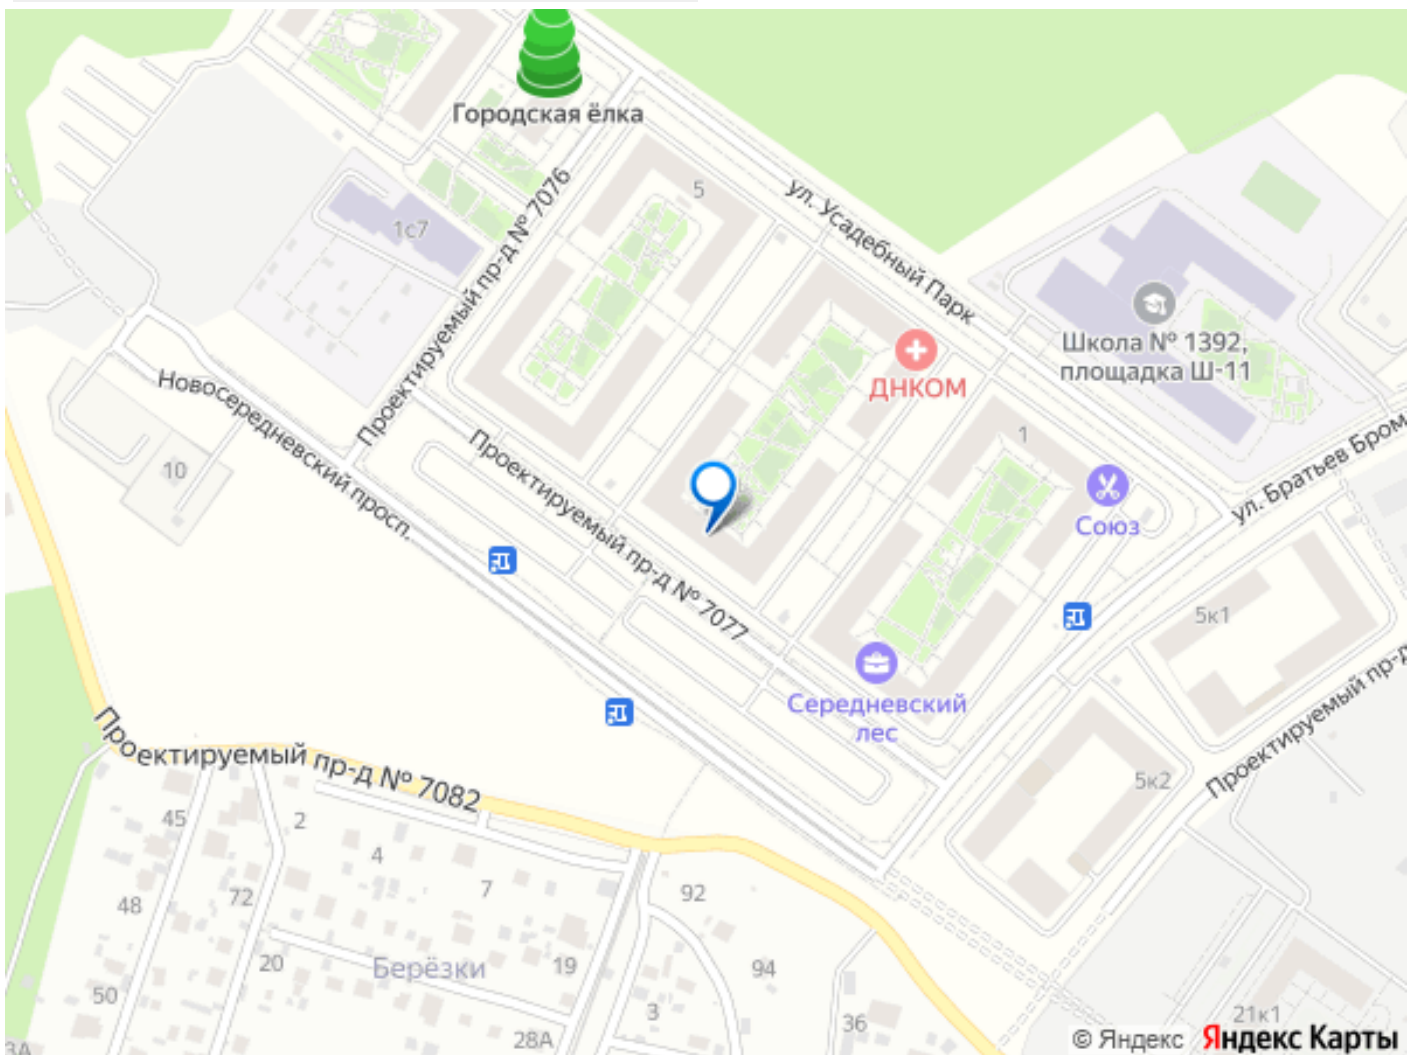 Городская ёлка
5
Проектируемый пр-д № 7076
1с7
ул. Усадебный Парк
Школа № 1392,
площадка Ш-11
ДНКОМ
Новосередневский просп.
Проектируемый пр-д № 7077
1
10
Союз
ул. Братьев Бром
5к1
Середневский
лес
5к2
Проектируемый пр-д
Проектируемый пр-д № 7082
45
2
4
7
48
72
92
Берёзки
20
19
94
50
3
36
28А
3А
21к1
© Яндекс Яндекс Карты